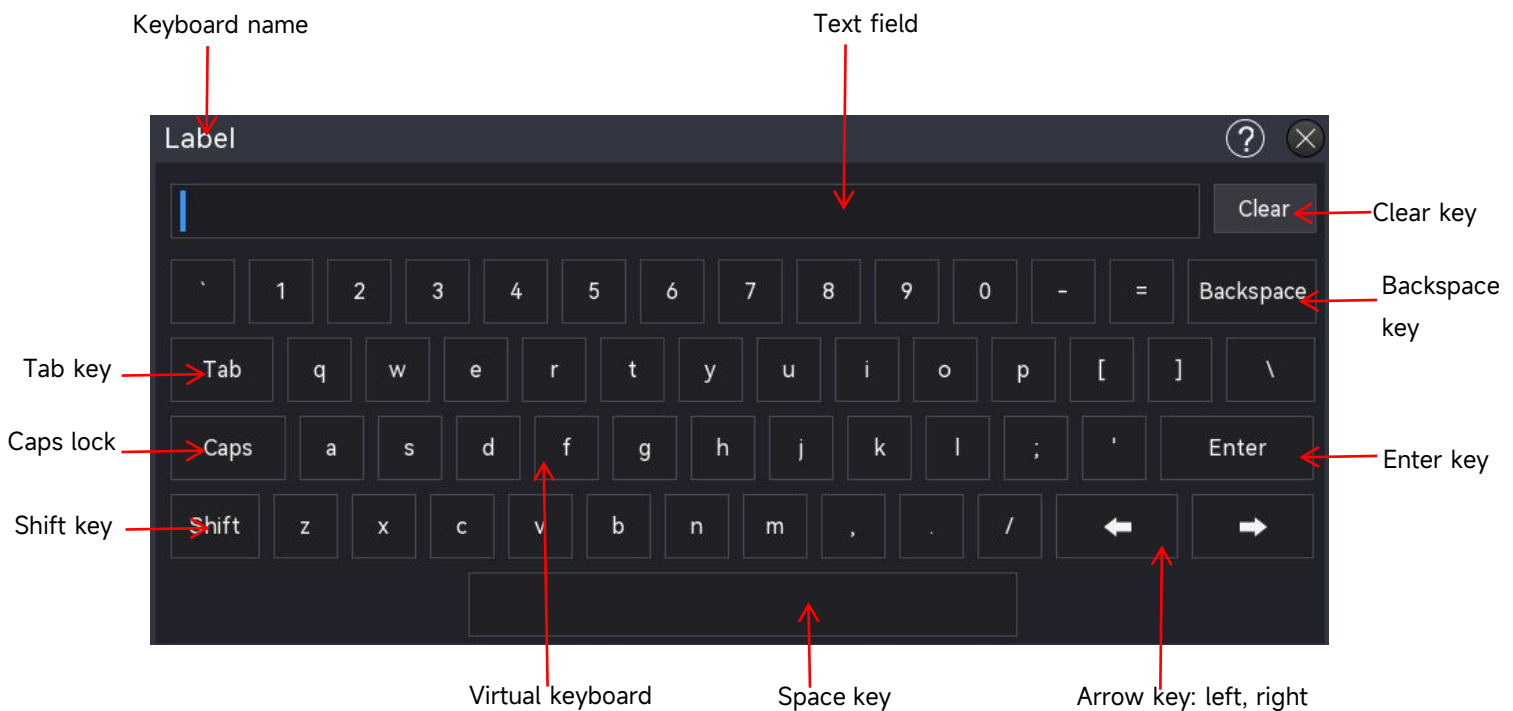 Keyboard name
Text field
Label ?
Clear
Clear key
` 1 2 3 4 5 6 7 8 9 0 - = Backspace
Backspace
key
Tab key
Tab q w e r t y u i o p [ ] \
Caps lock
Caps a s d f g h j k l ; ' Enter
Enter key
Shift key
Shift z x c v b n m , . /
Virtual keyboard
Space key
Arrow key: left, right